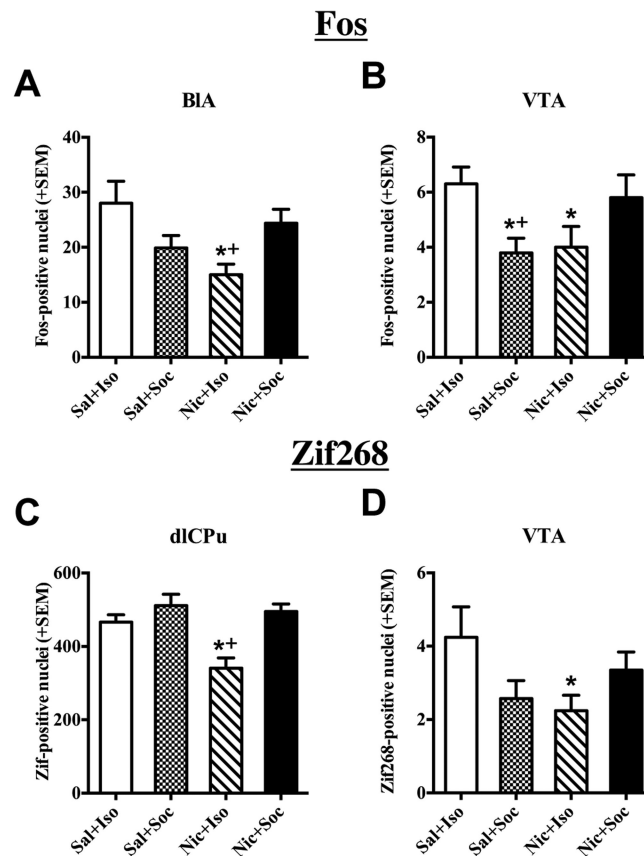 Fos
A
BlA
Fos-positive nuclei (+SEM)
40
30
20
10
0
*+
Sal+Iso
Sal+Soc
Nic+Iso
Nic+Soc
B
VTA
Fos-positive nuclei (+SEM)
8
6
4
2
0
*+
*
Sal+Iso
Sal+Soc
Nic+Iso
Nic+Soc
Zif268
C
dlCPu
Zif-positive nuclei (+SEM)
600
400
200
0
*+
Sal+Iso
Sal+Soc
Nic+Iso
Nic+Soc
D
VTA
Zif268-positive nuclei (+SEM)
6
4
2
0
*
Sal+Iso
Sal+Soc
Nic+Iso
Nic+Soc